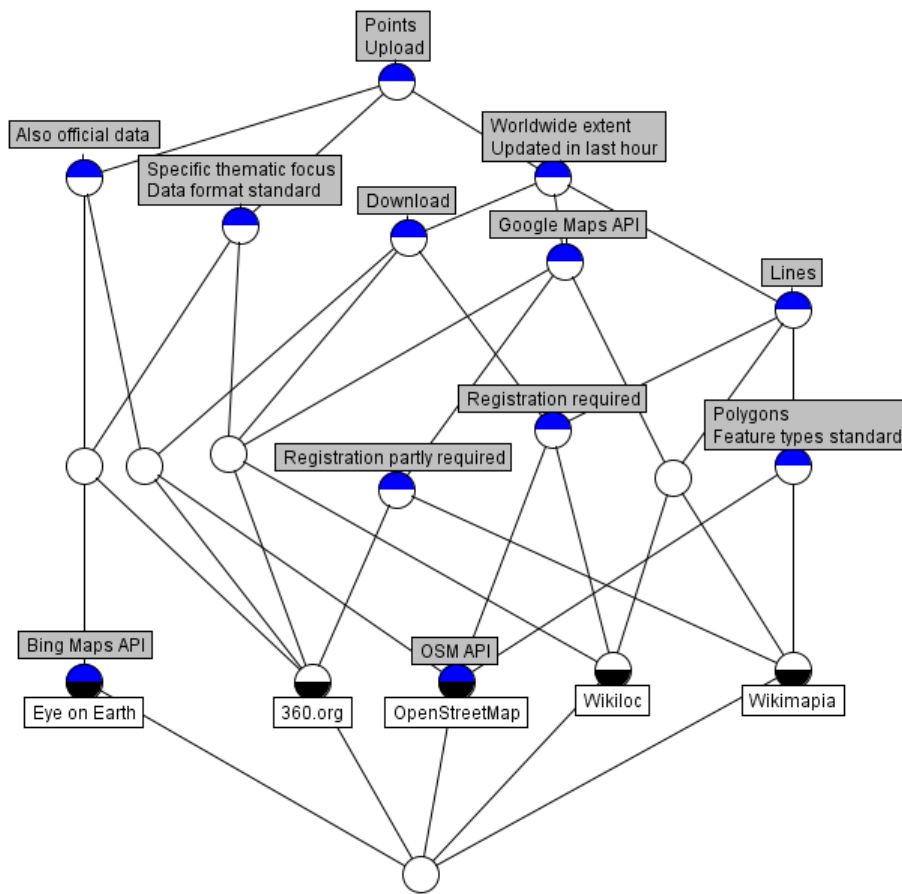 Points
Upload
Also official data
Worldwide extent
Updated in last hour
Specific thematic focus
Data format standard
Download
Google Maps API
Lines
Registration required
Polygons
Feature types standard
Registration partly required
Bing Maps API
OSM API
Eye on Earth
360.org
OpenStreetMap
Wikiloc
Wikimapia